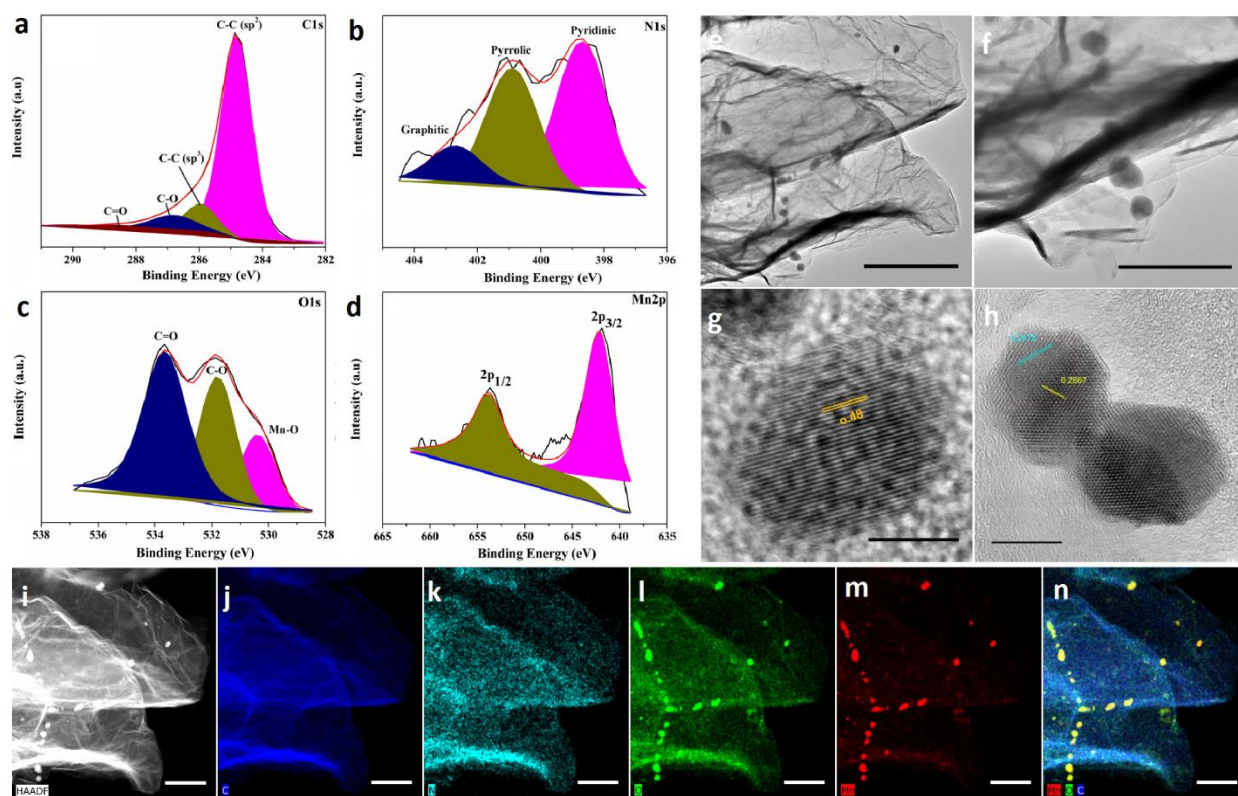 a
C-C (sp2)
C1s
C-C (sp3)
C-O
C=O
Intensity (a.u)
290 288 286 284 282
Binding Energy (eV)
b
N1s
Pyridinic
Pyrrolic
Graphitic
Intensity (a.u.)
404 402 400 398 396
Binding Energy (eV)
c
O1s
C=O
C-O
Mn-O
Intensity (a.u.)
538 536 534 532 530 528
Binding Energy (eV)
d
Mn2p
2p3/2
2p1/2
Intensity (a.u.)
665 660 655 650 645 640 635
Binding Energy (eV)
e
f
g
0.48
h
0.2667
i
HAADF
j
C
k
N
l
O
m
Mn
n
Mn O C